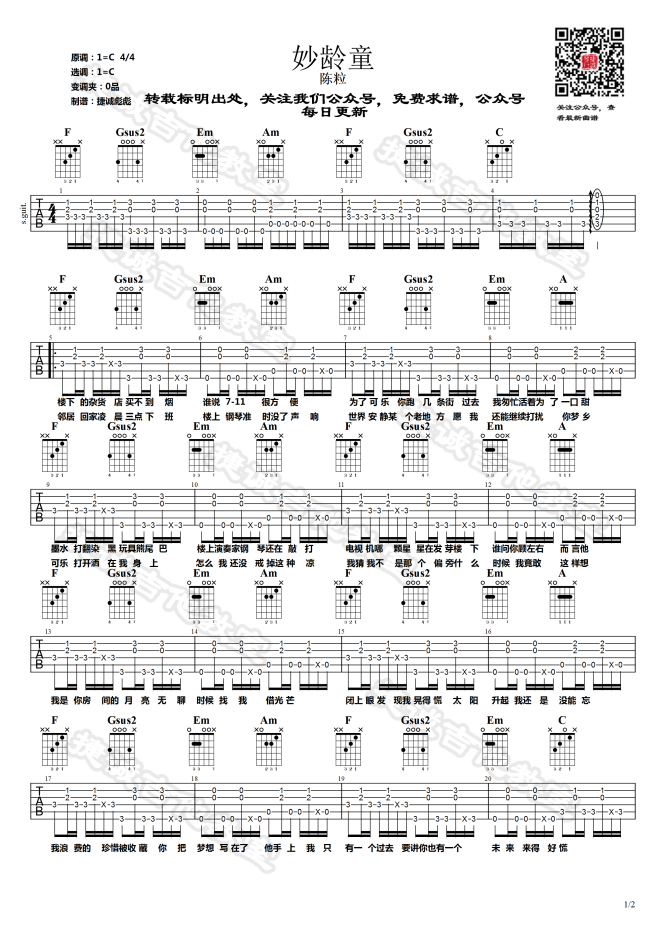 妙龄童
陈粒
原调：1=C 4/4
选调：1=C
变调夹：0品
制谱：捷诚彪彪
转载标明出处，关注我们公众号，免费求谱，公众号
每日更新
关注公众号，查
看最新曲谱
F Gsus2 Em Am F Gsus2 C
s.guit.
1 2 3 4
F Gsus2 Em Am F Gsus2 Em A
5 6 7 8
楼下 的杂货 店买不到 烟 谁说 7-11 很方 便 为了可乐 你跑 几 条街 过去 我匆忙活着为 了一口 甜
邻居 回家凌 晨三点下 班 楼上 钢琴准 时没了声 响 世界 安静某 个老地方 愿 我 还能继续打扰 你梦乡
F Gsus2 Em Am F Gsus2 Em A
9 10 11 12
墨水 打翻染 黑玩具熊尾 巴 楼上演奏家钢 琴还在 敲 打 电视 机哪 颗星 星在发 旁楼 下 谁问你顾左右 而 言他
可乐 打开洒 在我 身 上 怎么 我还没 戒掉这种 凉 我猜 我不 是那 个 偏 旁什 么 时候 我竟敢 这样想
F Gsus2 Em Am F Gsus2 Em A
13 14 15 16
我是 你房 间的 月 亮 无 聊 时候 找 我 借光芒 闭上 眼发 现我晃得慌 太阳 升起 我还 是 没能 忘
F Gsus2 Em Am F Gsus2 Em C
17 18 19 20
我浪 费的 珍惜被收 藏 你 把 梦想 写在了 他手 上 我只 有一 个过去 要讲你也有一个 未来 来得 好慌
1/2